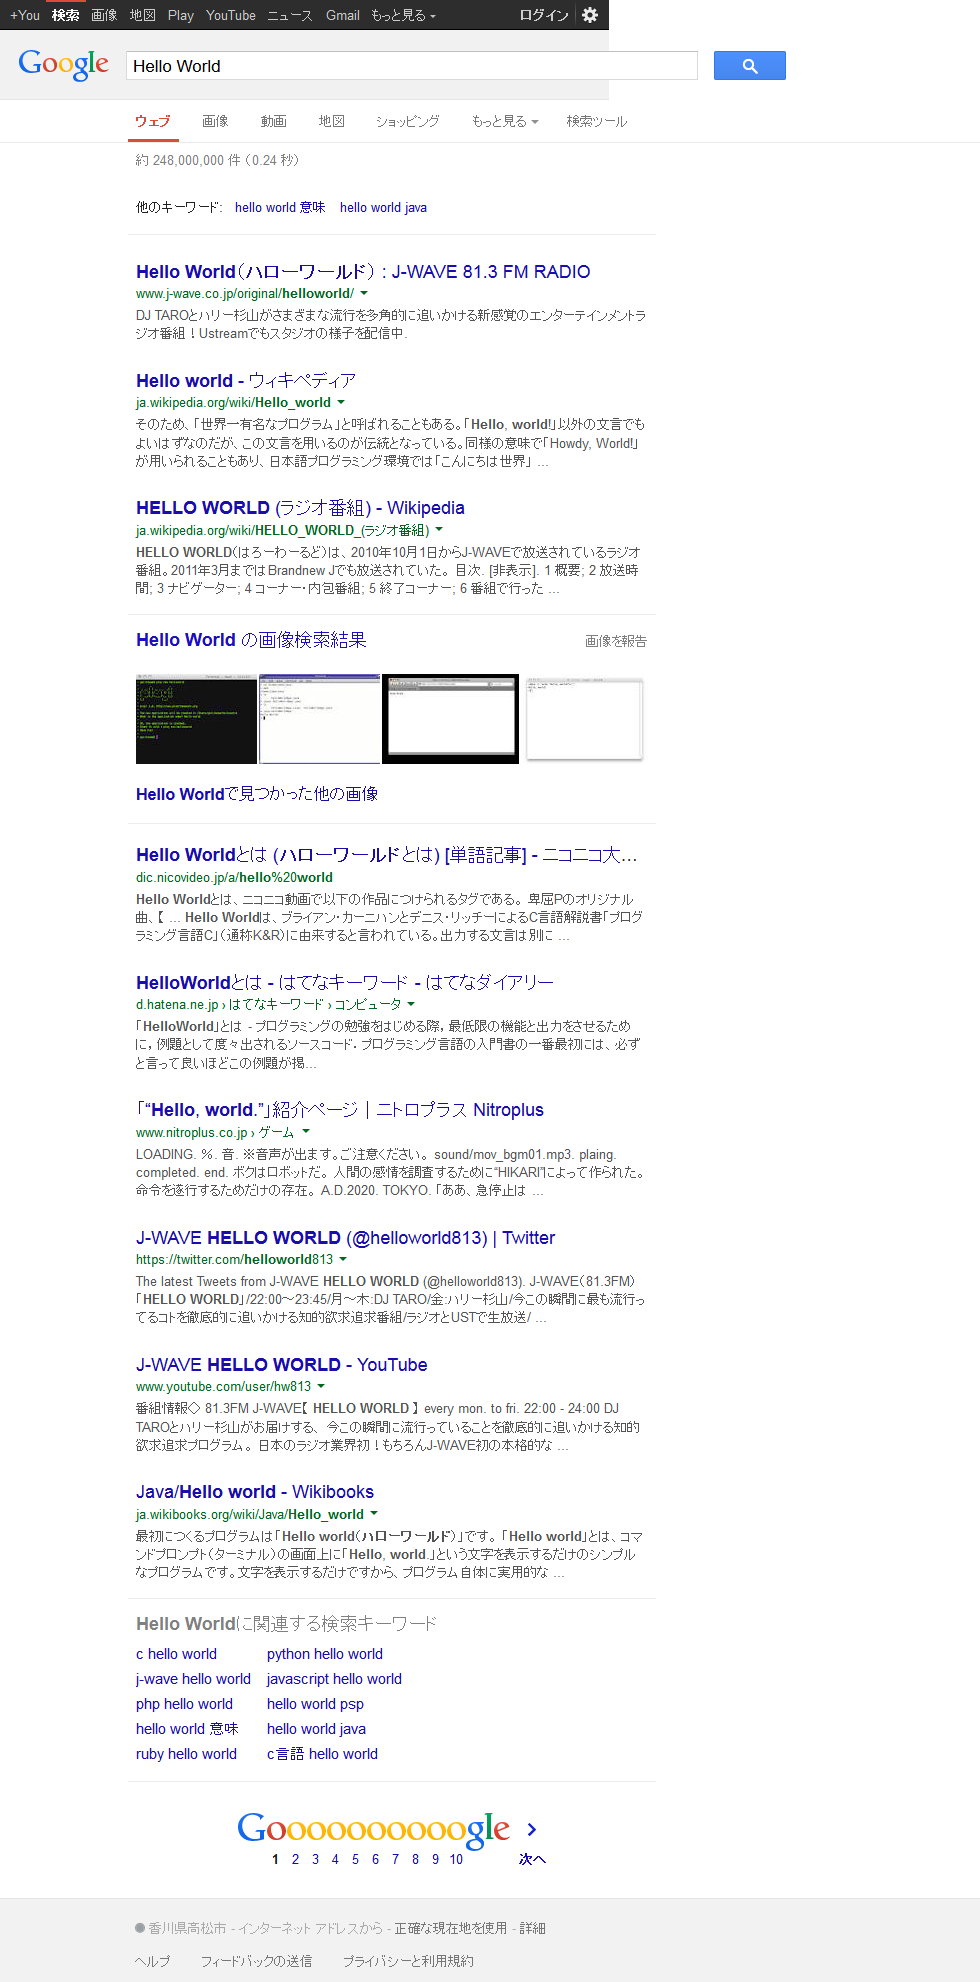 +You 検索 画像 地図 Play YouTube ニュース Gmail もっと見る ログイン
Google Hello World
ウェブ 画像 動画 地図 ショッピング もっと見る 検索ツール
約 248,000,000 件 (0.24 秒)
他のキーワード: hello world 意味 hello world java
Hello World(ハローワールド) : J-WAVE 81.3 FM RADIO
www.j-wave.co.jp/original/helloworld/
DJ TAROとハリー杉山がさまざまな流行を多角的に追いかける新感覚のエンターテインメントラ
ジオ番組!Ustreamでもスタジオの様子を配信中.
Hello world - ウィキペディア
ja.wikipedia.org/wiki/Hello_world
そのため、「世界一有名なプログラム」と呼ばれることもある。「Hello, world!」以外の文言でも
よいはずなのだが、この文言を用いるのが伝統となっている。同様の意味で「Howdy, World!」
が用いられることもあり、日本語プログラミング環境では「こんにちは世界」 ...
HELLO WORLD (ラジオ番組) - Wikipedia
ja.wikipedia.org/wiki/HELLO_WORLD_(ラジオ番組)
HELLO WORLD(はろーわーるど)は、2010年10月1日からJ-WAVEで放送されているラジオ
番組。2011年3月まではBrandnew Jでも放送されていた。 目次. [非表示]. 1 概要; 2 放送時
間; 3 ナビゲーター; 4 コーナー・内包番組; 5 終了コーナー; 6 番組で行った ...
Hello World の画像検索結果 画像を報告
Hello Worldで見つかった他の画像
Hello Worldとは (ハローワールドとは) [単語記事] - ニコニコ大...
dic.nicovideo.jp/a/hello%20world
Hello Worldとは、ニコニコ動画で以下の作品につけられるタグである。 卑屈Pのオリジナル
曲、【 ... Hello Worldは、ブライアン・カーニハンとデニス・リッチーによるC言語解説書「プログ
ラミング言語C」(通称K&R)に由来すると言われている。出力する文言は別に ...
HelloWorldとは - はてなキーワード - はてなダイアリー
d.hatena.ne.jp › はてなキーワード › コンピュータ
「HelloWorld」とは - プログラミングの勉強をはじめる際，最低限の機能と出力をさせるため
に，例題として度々出されるソースコード．プログラミング言語の入門書の一番最初には、必ず
と言って良いほどこの例題が掲...
「“Hello, world.”」紹介ページ｜ニトロプラス Nitroplus
www.nitroplus.co.jp › ゲーム
LOADING. %. 音. ※音声が出ます。ご注意ください。 sound/mov_bgm01.mp3. plaing.
completed. end. ボクはロボットだ。 人間の感情を調査するために“HIKARI”によって作られた。
命令を遂行するためだけの存在。 A.D.2020. TOKYO. 「ああ、急停止は ...
J-WAVE HELLO WORLD (@helloworld813) | Twitter
https://twitter.com/helloworld813
The latest Tweets from J-WAVE HELLO WORLD (@helloworld813). J-WAVE(81.3FM)
「HELLO WORLD」/22:00～23:45/月～木:DJ TARO/金:ハリー杉山/今この瞬間に最も流行っ
てるコトを徹底的に追いかける知的欲求追求番組/ラジオとUSTで生放送/ ...
J-WAVE HELLO WORLD - YouTube
www.youtube.com/user/hw813
番組情報◇ 81.3FM J-WAVE【 HELLO WORLD 】 every mon. to fri. 22:00 - 24:00 DJ
TAROとハリー杉山がお届けする、 今この瞬間に流行っていることを徹底的に追いかける知的
欲求追求プログラム。 日本のラジオ業界初!もちろんJ-WAVE初の本格的な ...
Java/Hello world - Wikibooks
ja.wikibooks.org/wiki/Java/Hello_world
最初につくるプログラムは「Hello world(ハローワールド)」です。 「Hello world」とは、コマ
ンドプロンプト(ターミナル)の画面上に「Hello, world.」という文字を表示するだけのシンプル
なプログラムです。文字を表示するだけですから、プログラム自体に実用的な ...
Hello Worldに関連する検索キーワード
c hello world python hello world
j-wave hello world javascript hello world
php hello world hello world psp
hello world 意味 hello world java
ruby hello world c言語 hello world
Goooooooooogle
1 2 3 4 5 6 7 8 9 10 次へ
香川県高松市 - インターネット アドレスから - 正確な現在地を使用 - 詳細
ヘルプ フィードバックの送信 プライバシーと利用規約